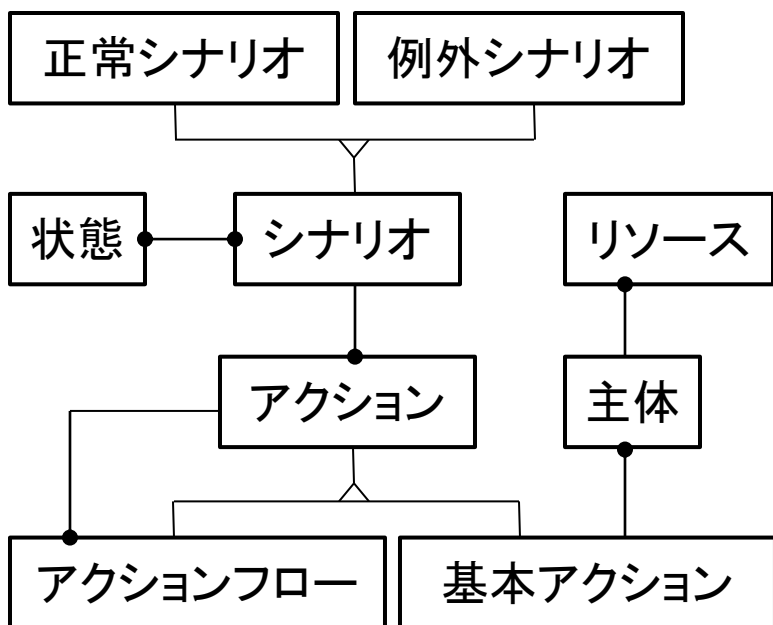 正常シナリオ
例外シナリオ
状態
シナリオ
リソース
アクション
主体
アクションフロー
基本アクション